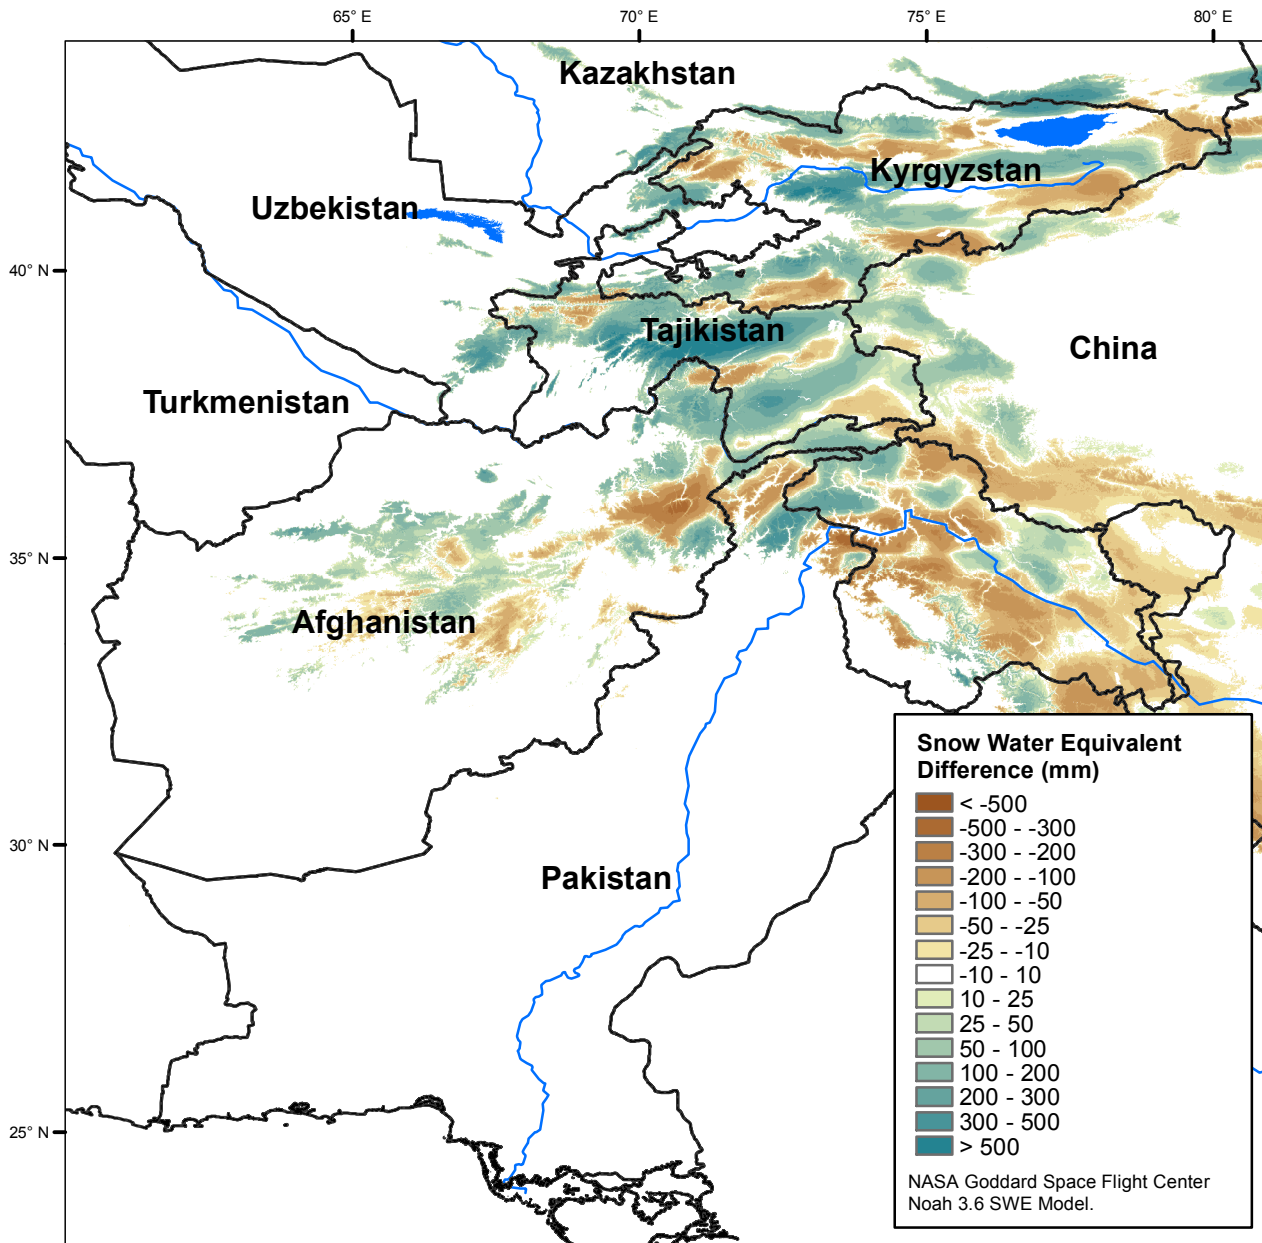 65° E
70° E
75° E
80° E
Kazakhstan
Kyrgyzstan
Uzbekistan
40° N
Tajikistan
China
Turkmenistan
35° N
Afghanistan
Snow Water Equivalent
Difference (mm)
< -500
-500 - -300
-300 - -200
-200 - -100
-100 - -50
-50 - -25
-25 - -10
-10 - 10
10 - 25
25 - 50
50 - 100
100 - 200
200 - 300
300 - 500
> 500
NASA Goddard Space Flight Center
Noah 3.6 SWE Model.
30° N
Pakistan
25° N